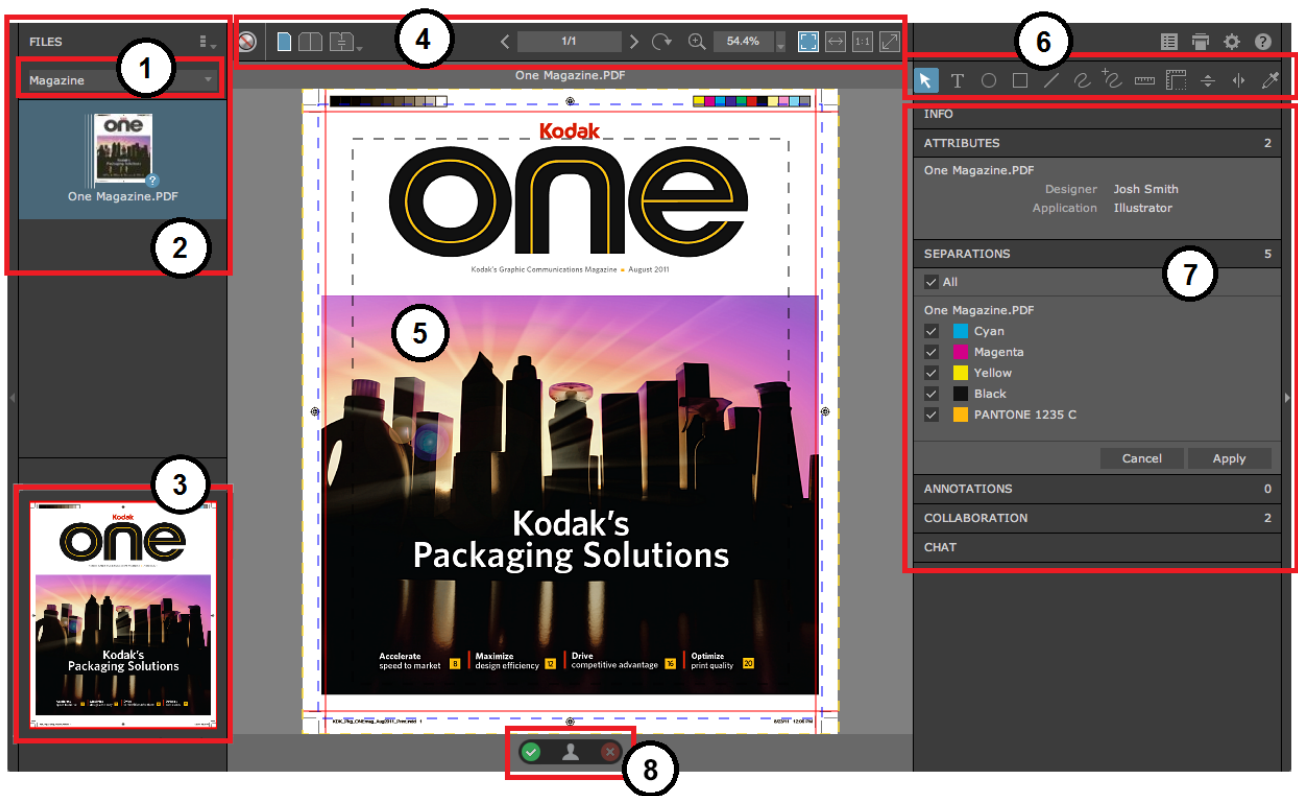 FILES
1
Magazine
one
One Magazine.PDF
2
3
Kodak
one
Kodak's
Packaging Solutions
4
1/1
54.4%
1:1
One Magazine.PDF
Kodak
one
Kodak's Graphic Communications Magazine • August 2011
5
Kodak's
Packaging Solutions
Accelerate
speed to market 8
Maximize
design efficiency 12
Drive
competitive advantage 16
Optimize
print quality 20
8
6
T
INFO
ATTRIBUTES 2
One Magazine.PDF
Designer Josh Smith
Application Illustrator
SEPARATIONS 5
7
All
One Magazine.PDF
Cyan
Magenta
Yellow
Black
PANTONE 1235 C
Cancel Apply
ANNOTATIONS 0
COLLABORATION 2
CHAT